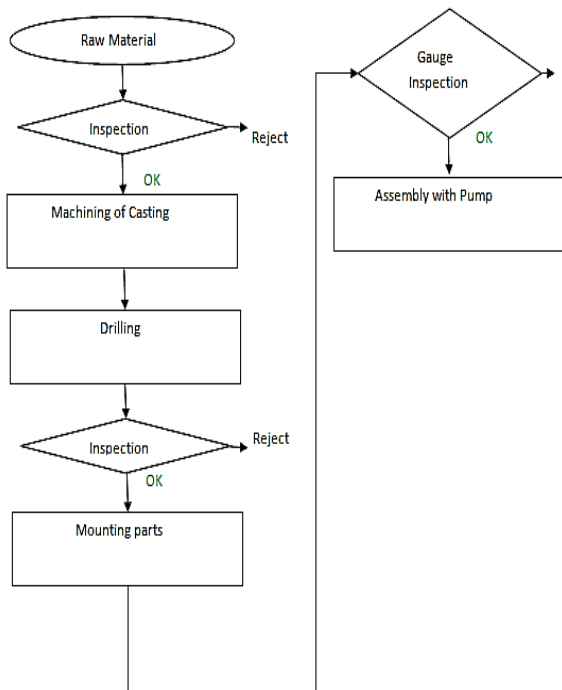 Raw Material
Inspection
Reject
OK
Machining of Casting
Drilling
Inspection
Reject
OK
Mounting parts
Gauge
Inspection
OK
Assembly with Pump